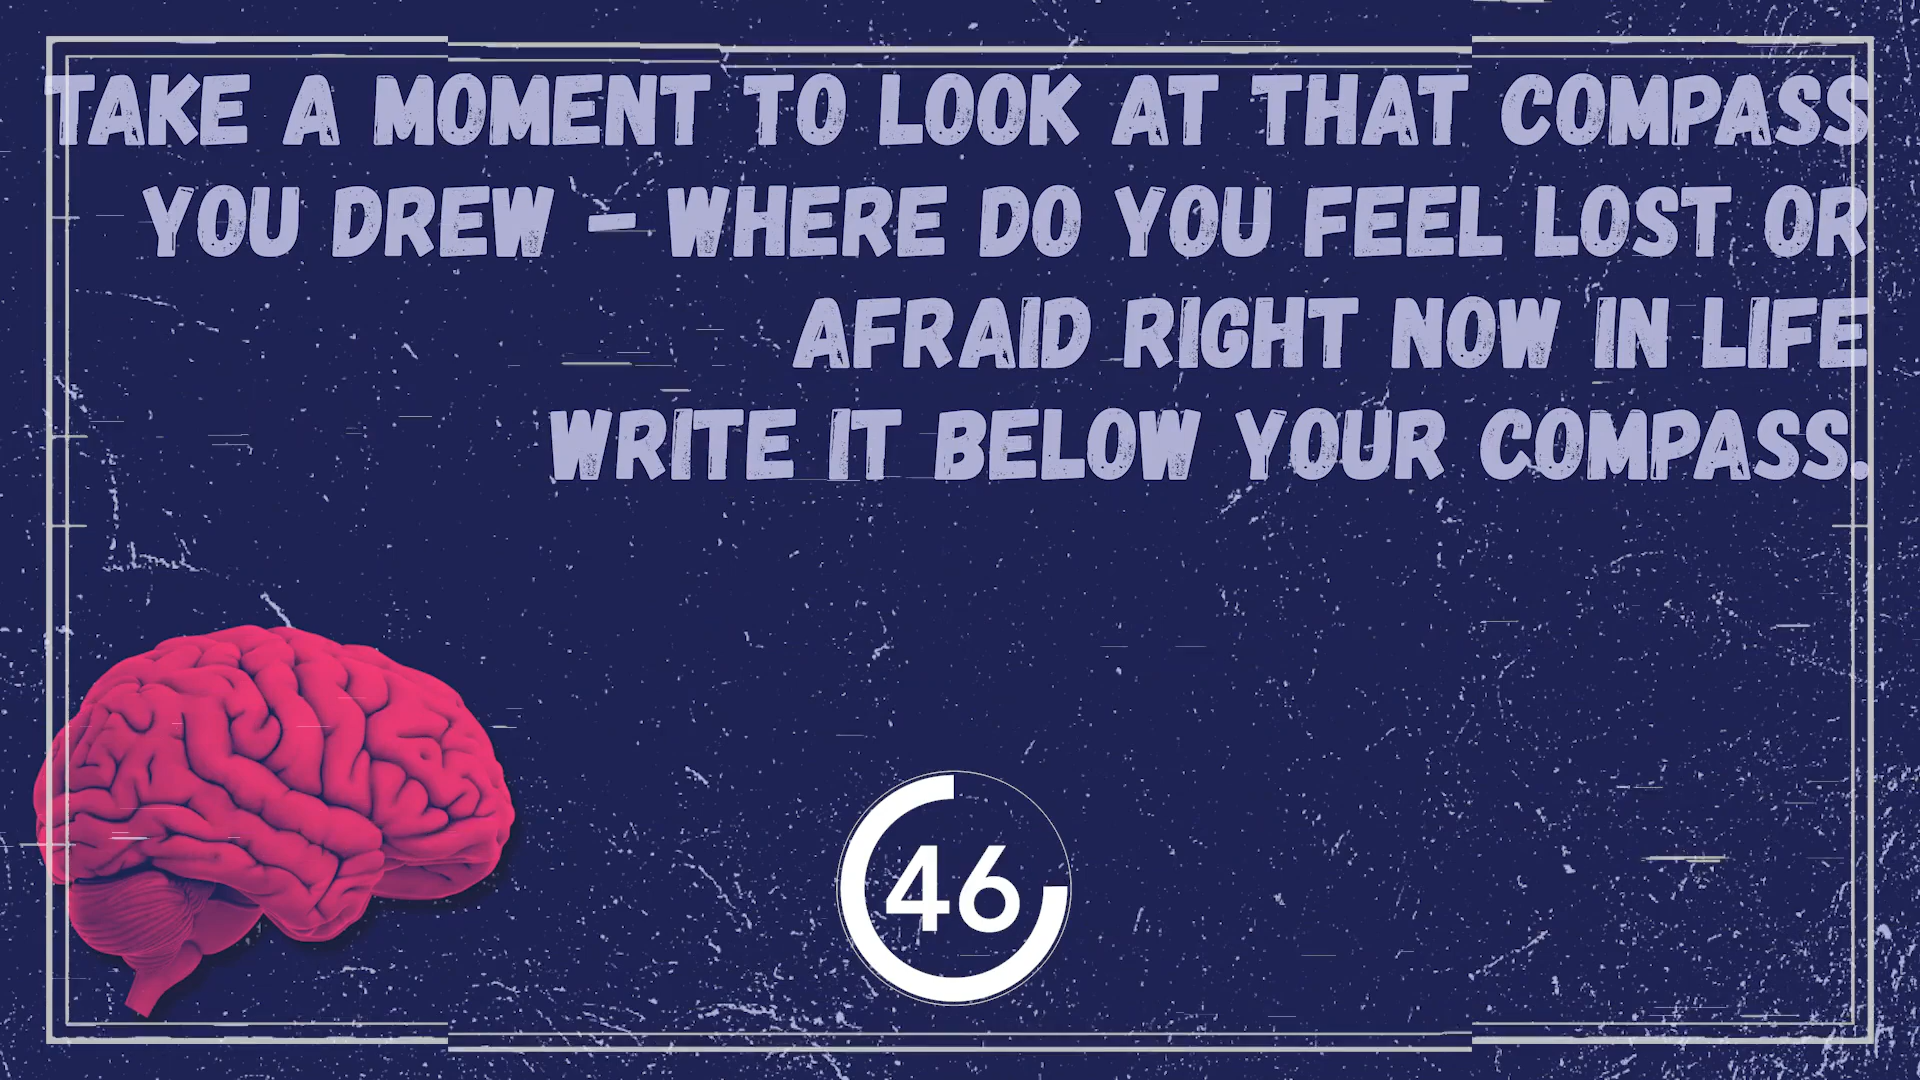 TAKE A MOMENT TO LOOK AT THAT COMPASS
YOU DREW - WHERE DO YOU FEEL LOST OR
AFRAID RIGHT NOW IN LIFE
WRITE IT BELOW YOUR COMPASS.
46